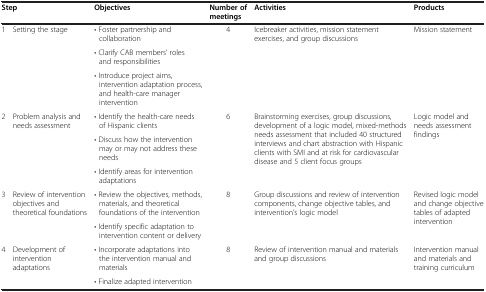 Step Objectives Number of meetings Activities Products
1 Setting the stage • Foster partnership and collaboration 4 Icebreaker activities, mission statement exercises, and group discussions Mission statement
• Clarify CAB members' roles and responsibilities
• Introduce project aims, intervention adaptation process, and health-care manager intervention
2 Problem analysis and needs assessment • Identify the health-care needs of Hispanic clients 6 Brainstorming exercises, group discussions, development of a logic model, mixed-methods needs assessment that included 40 structured interviews and chart abstraction with Hispanic clients with SMI and at risk for cardiovascular disease and 5 client focus groups Logic model and needs assessment findings
• Discuss how the intervention may or may not address these needs
• Identify areas for intervention adaptations
3 Review of intervention objectives and theoretical foundations • Review the objectives, methods, materials, and theoretical foundations of the intervention 8 Group discussions and review of intervention components, change objective tables, and intervention's logic model Revised logic model and change objective tables of adapted intervention
• Identify specific adaptation to intervention content or delivery
4 Development of intervention adaptations • Incorporate adaptations into the intervention manual and materials 8 Review of intervention manual and materials and group discussions Intervention manual and materials and training curriculum
• Finalize adapted intervention